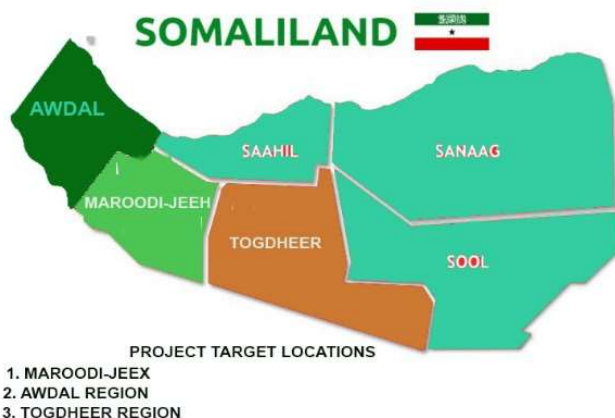 SOMALILAND
AWDAL
SAAHIL
SANAAG
MAROODI-JEEH
TOGDHEER
SOOL
PROJECT TARGET LOCATIONS
1. MAROODI-JEEX
2. AWDAL REGION
3. TOGDHEER REGION